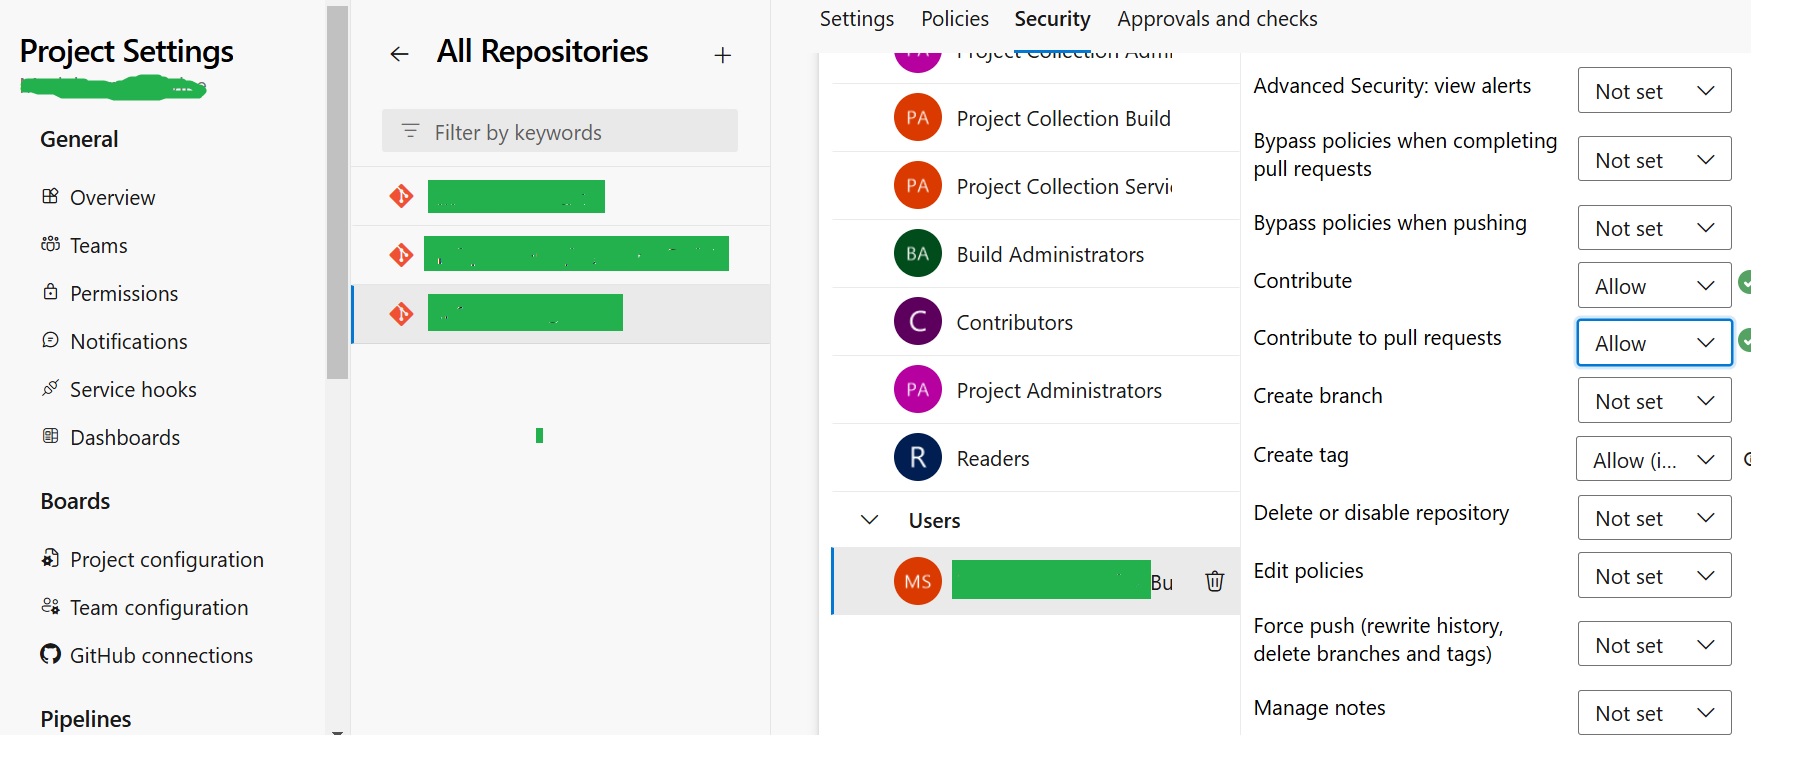 Project Settings
General
Overview
Teams
Permissions
Notifications
Service hooks
Dashboards
Boards
Project configuration
Team configuration
GitHub connections
Pipelines
All Repositories
Filter by keywords
Settings
Policies
Security
Approvals and checks
Project Collection Admi
PA
Project Collection Build
PA
Project Collection Servi
BA
Build Administrators
C
Contributors
PA
Project Administrators
R
Readers
Users
MS
Bu
Advanced Security: view alerts
Not set
Bypass policies when completing
pull requests
Not set
Bypass policies when pushing
Not set
Contribute
Allow
Contribute to pull requests
Allow
Create branch
Not set
Create tag
Allow (i...
Delete or disable repository
Not set
Edit policies
Not set
Force push (rewrite history,
delete branches and tags)
Not set
Manage notes
Not set